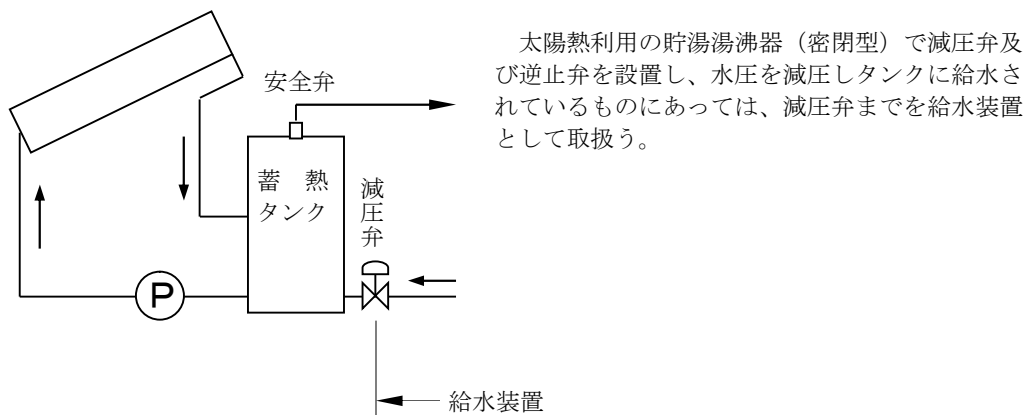 太陽熱利用の貯湯湯沸器（密閉型）で減圧弁及
び逆止弁を設置し、水圧を減圧しタンクに給水さ
れているものにあっては、減圧弁までを給水装置
として取扱う。
安全弁
蓄　熱
タンク
減圧弁
P
給水装置